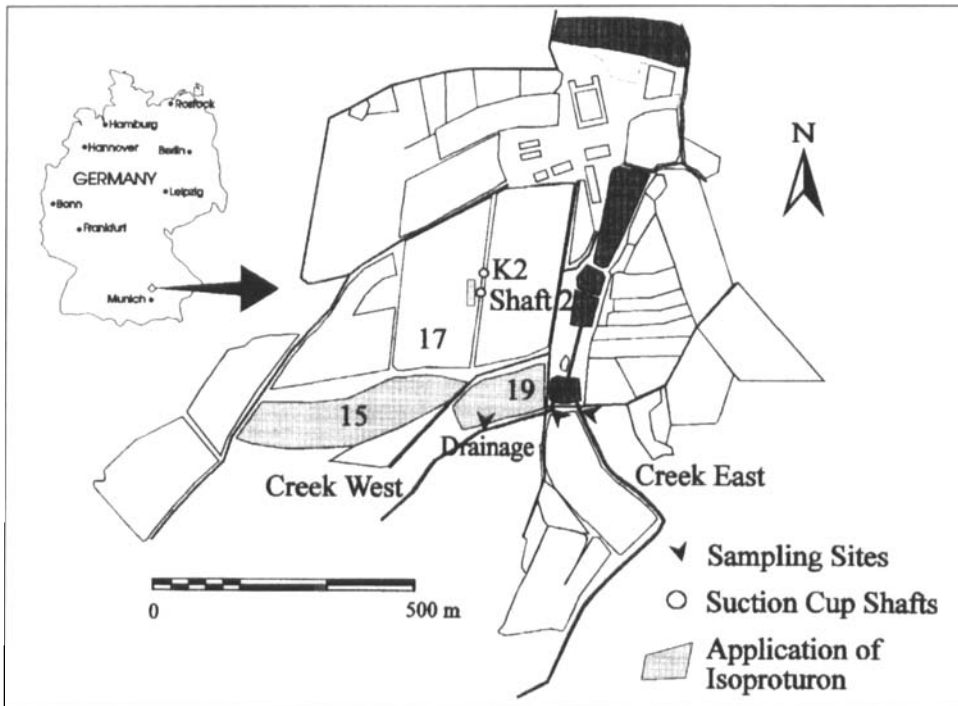 Rostock
Hamburg
Hannover
Berlin
GERMANY
Leipzig
Bonn
Frankfurt
Munich
N
K2
Shaft 2
17
19
15
Drainage
Creek West
Creek East
Sampling Sites
Suction Cup Shafts
Application of
Isoproturon
0
500 m